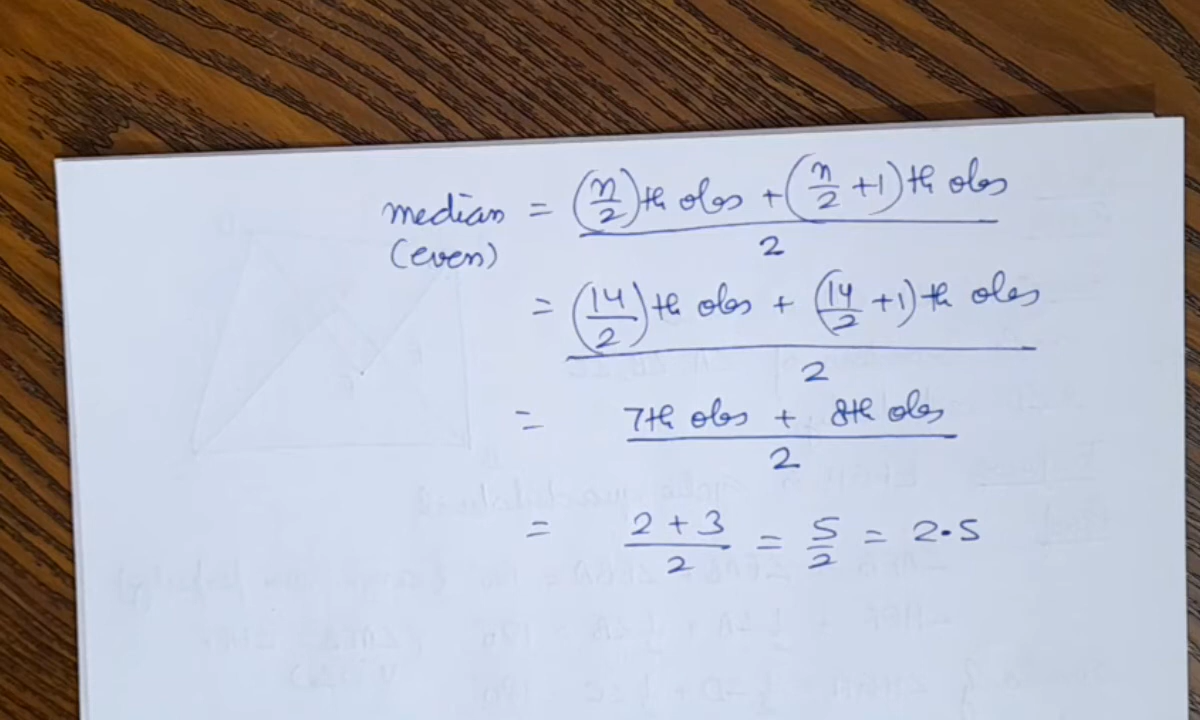 median = (n/2)th obs + (n/2 + 1)th obs
(even) 2
= (14/2)th obs + (14/2 + 1)th obs
2
= 7th obs + 8th obs
2
= 2 + 3 / 2 = 5/2 = 2.5